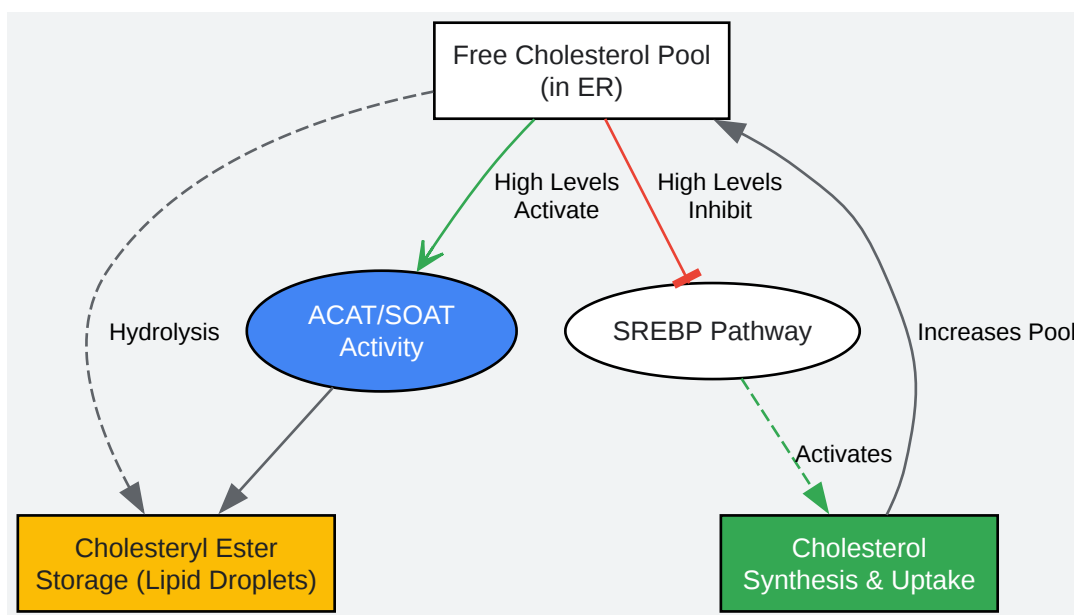 Free Cholesterol Pool
(in ER)
High Levels
Activate
High Levels
Inhibit
Hydrolysis
ACAT/SOAT
Activity
SREBP Pathway
Increases Pool
Activates
Cholesteryl Ester
Storage (Lipid Droplets)
Cholesterol
Synthesis & Uptake